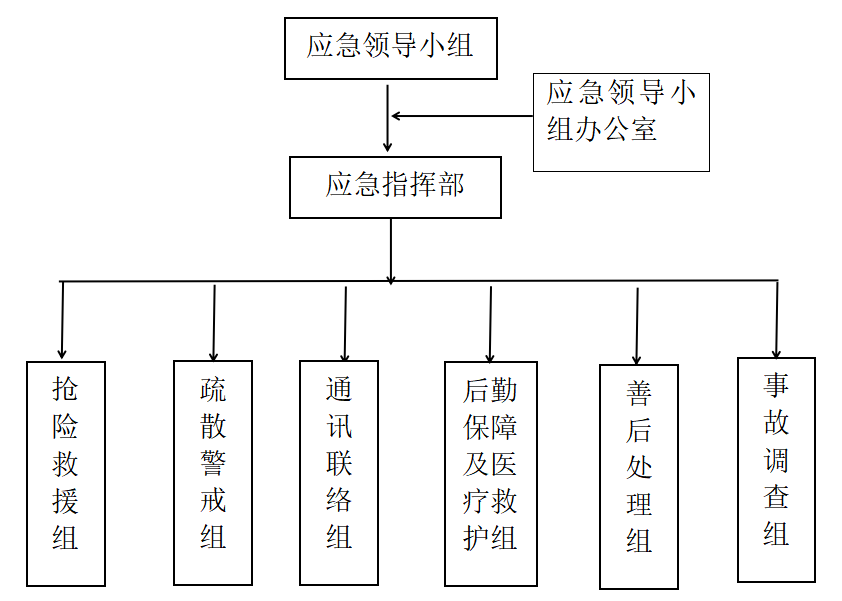 应急领导小组
应急领导小
组办公室
应急指挥部
抢险救援组
疏散警戒组
通讯联络组
后勤
保障
及医
疗救
护组
善后处理组
事故调查组